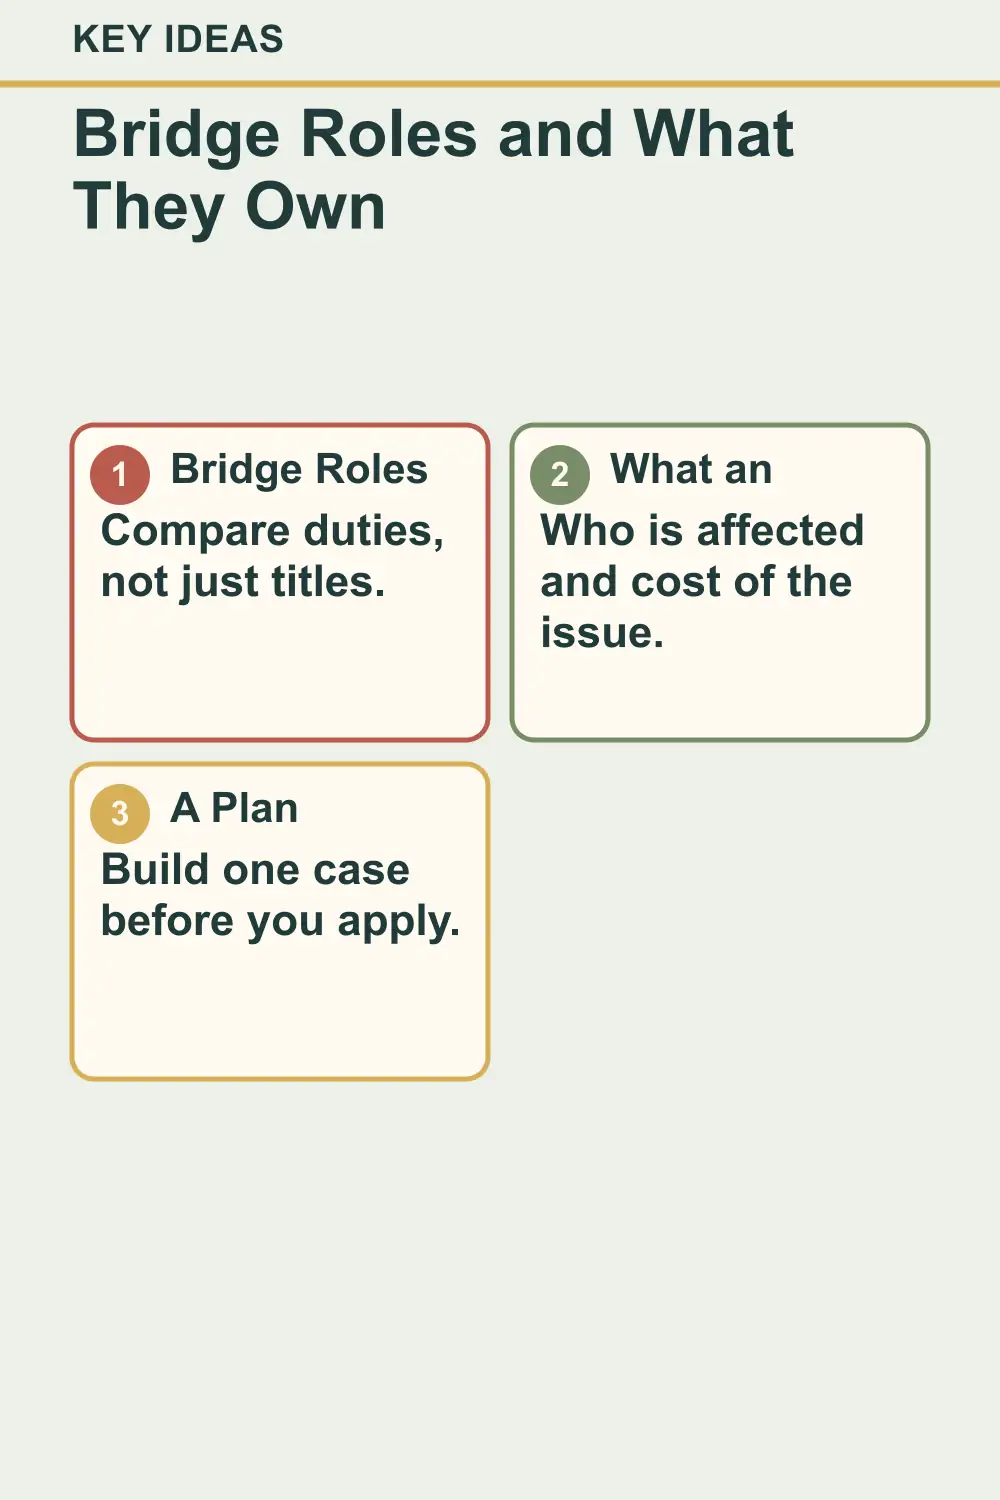 KEY IDEAS
Bridge Roles and What
They Own
1 Bridge Roles
Compare duties,
not just titles.
2 What an
Who is affected
and cost of the
issue.
3 A Plan
Build one case
before you apply.